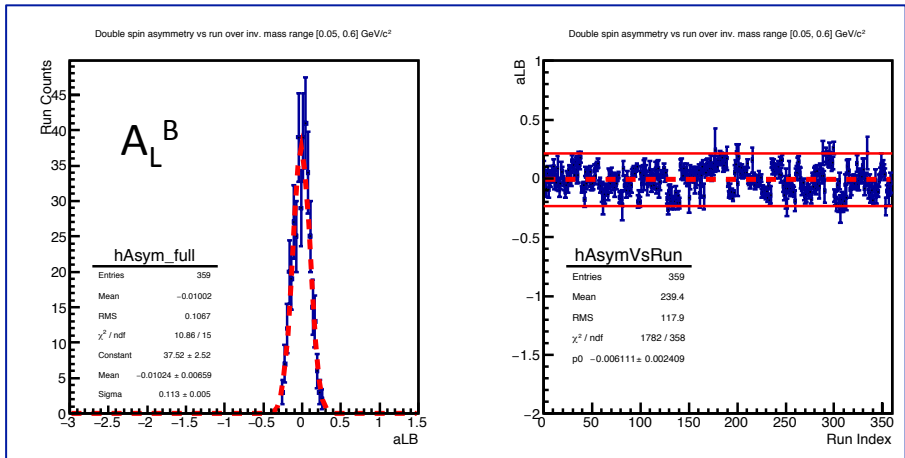 Double spin asymmetry vs run over inv. mass range [0.05, 0.6] GeV/c²
Run Counts
45
40
35
30
25
20
15
10
5
0
A_L^B
hAsym_full
Entries 359
Mean −0.01002
RMS 0.1067
χ² / ndf 10.86 / 15
Constant 37.52 ± 2.52
Mean −0.01024 ± 0.00659
Sigma 0.113 ± 0.005
−3 −2.5 −2 −1.5 −1 −0.5 0 0.5 1 1.5
aLB
Double spin asymmetry vs run over inv. mass range [0.05, 0.6] GeV/c²
aLB
1
0.5
0
−0.5
−1
−1.5
−2
hAsymVsRun
Entries 359
Mean 239.4
RMS 117.9
χ² / ndf 1782 / 358
p0 −0.006111 ± 0.002409
0 50 100 150 200 250 300 350
Run Index